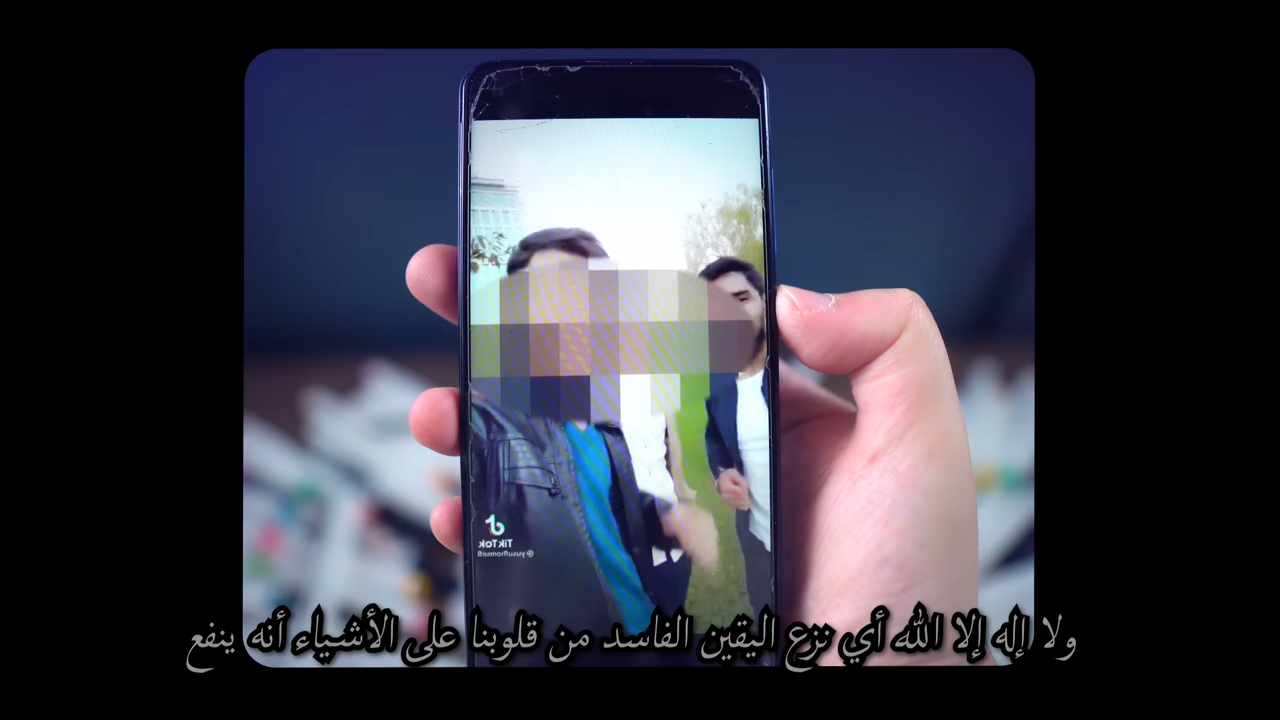 TikTok
ولا إله إلا الله أي نزع اليقين الفاسد من قلوبنا على الأشياء أنه ينفع